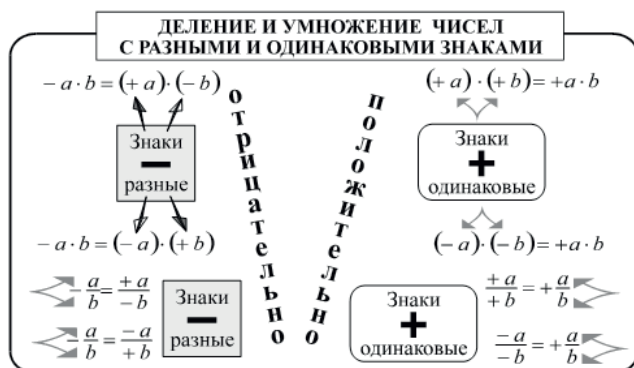 ДЕЛЕНИЕ И УМНОЖЕНИЕ ЧИСЕЛ
С РАЗНЫМИ И ОДИНАКОВЫМИ ЗНАКАМИ
− a · b = (+ a) · (− b)
Знаки
−
разные
− a · b = (− a) · (+ b)
− a/b = + a/− b
− a/b = − a/+ b
Знаки
−
разные
отрицательно
положительно
(+ a) · (+ b) = + a · b
Знаки
+
одинаковые
(− a) · (− b) = + a · b
Знаки
+
одинаковые
+ a/+ b = + a/b
− a/− b = + a/b